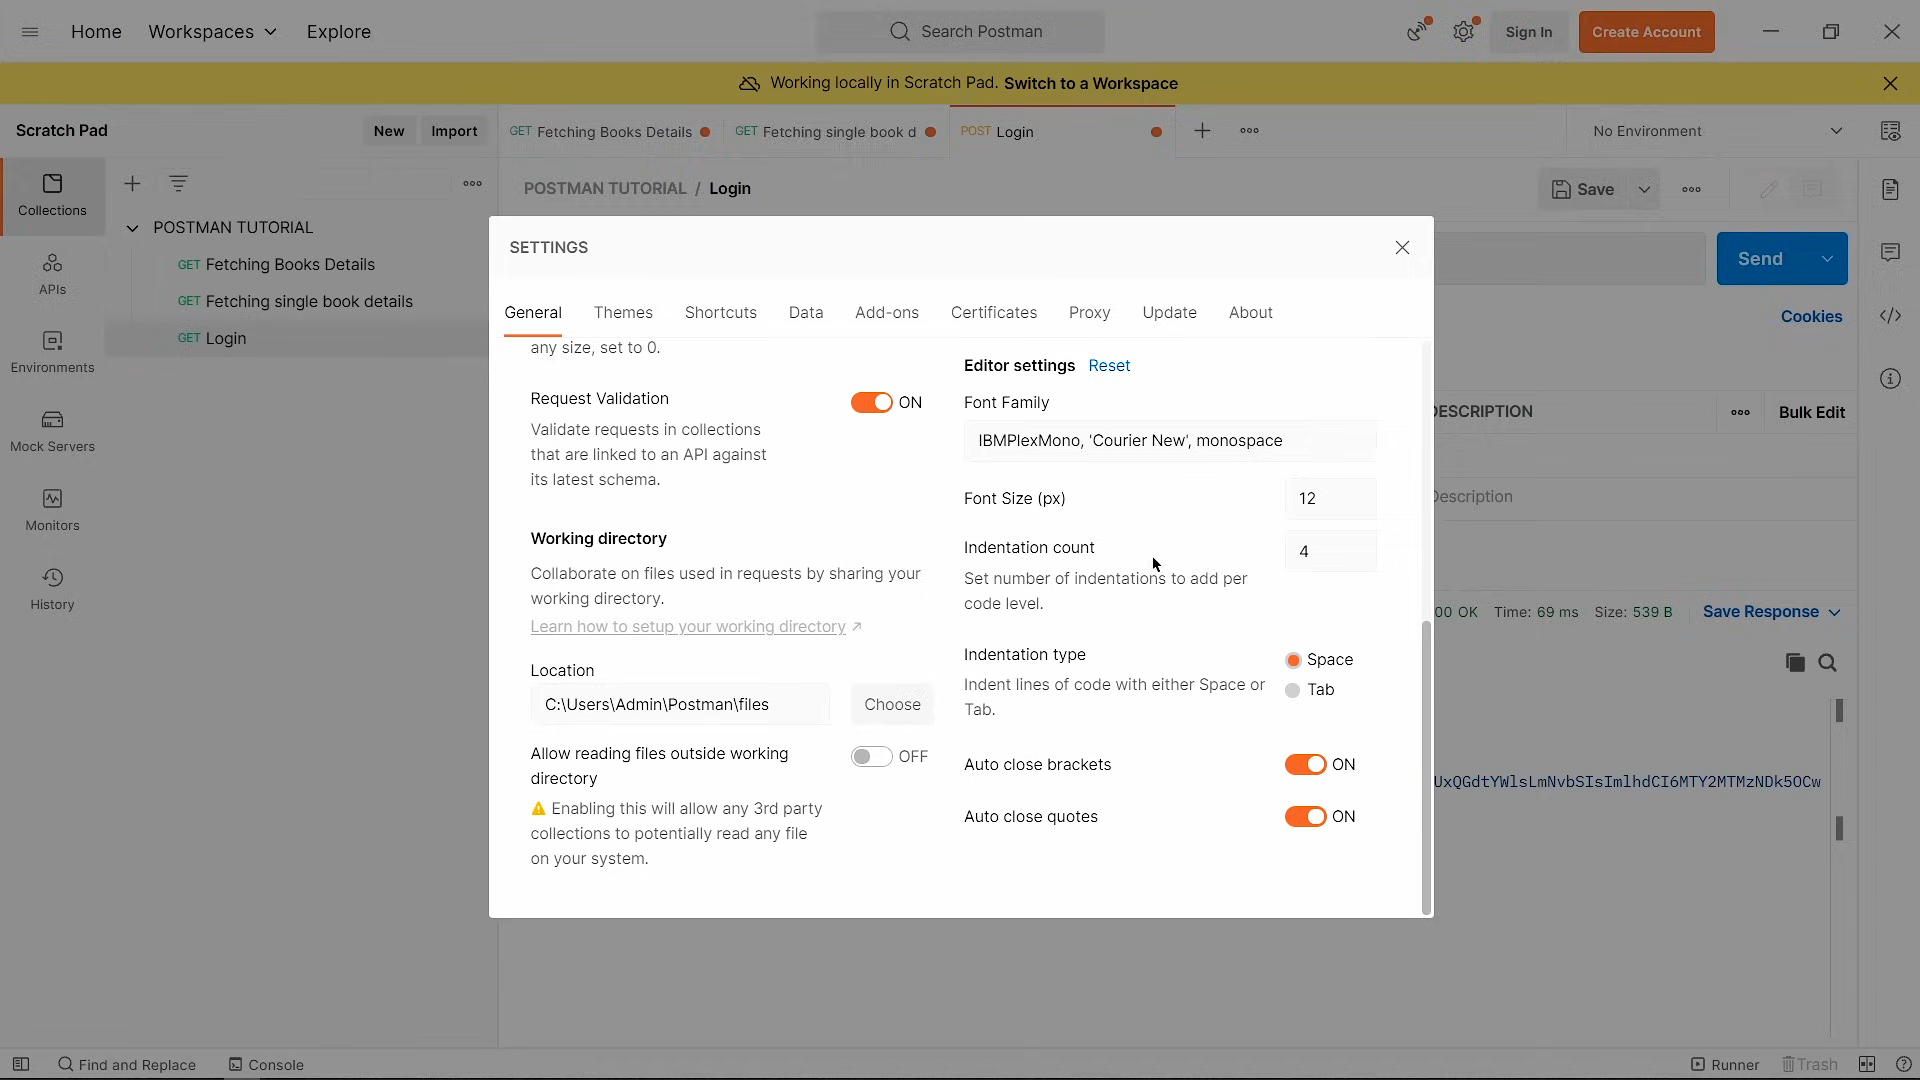 Home Workspaces Explore Search Postman Sign In Create Account
Working locally in Scratch Pad. Switch to a Workspace
Scratch Pad New Import
GET Fetching Books Details GET Fetching single book d POST Login No Environment
POSTMAN TUTORIAL / Login Save
Collections
APIs
Environments
Mock Servers
Monitors
History
POSTMAN TUTORIAL
GET Fetching Books Details
GET Fetching single book details
GET Login
Send
Cookies
DESCRIPTION Bulk Edit
Description
00 OK Time: 69 ms Size: 539 B Save Response
UxQGdtYWlsLmNvbSIsImlhdCI6MTY2MTMzNDk5OCw
SETTINGS
General Themes Shortcuts Data Add-ons Certificates Proxy Update About
any size, set to 0.
Request Validation ON
Validate requests in collections
that are linked to an API against
its latest schema.
Working directory
Collaborate on files used in requests by sharing your
working directory.
Learn how to setup your working directory
Location
C:\Users\Admin\Postman\files Choose
Allow reading files outside working
directory
OFF
Enabling this will allow any 3rd party
collections to potentially read any file
on your system.
Editor settings Reset
Font Family
IBMPlexMono, 'Courier New', monospace
Font Size (px) 12
Indentation count 4
Set number of indentations to add per
code level.
Indentation type Space
Indent lines of code with either Space or
Tab.
Tab
Auto close brackets ON
Auto close quotes ON
Find and Replace Console Runner Trash